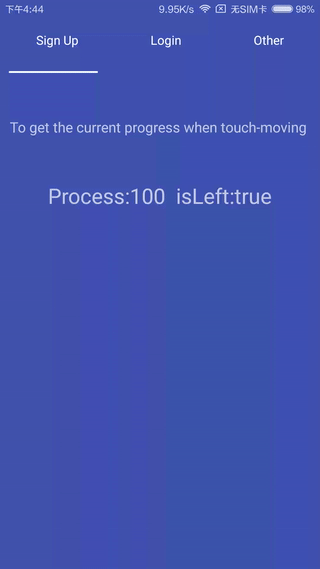 下午4:44 9.95K/s 无SIM卡 98%
Sign Up Login Other
To get the current progress when touch-moving
Process:100 isLeft:true